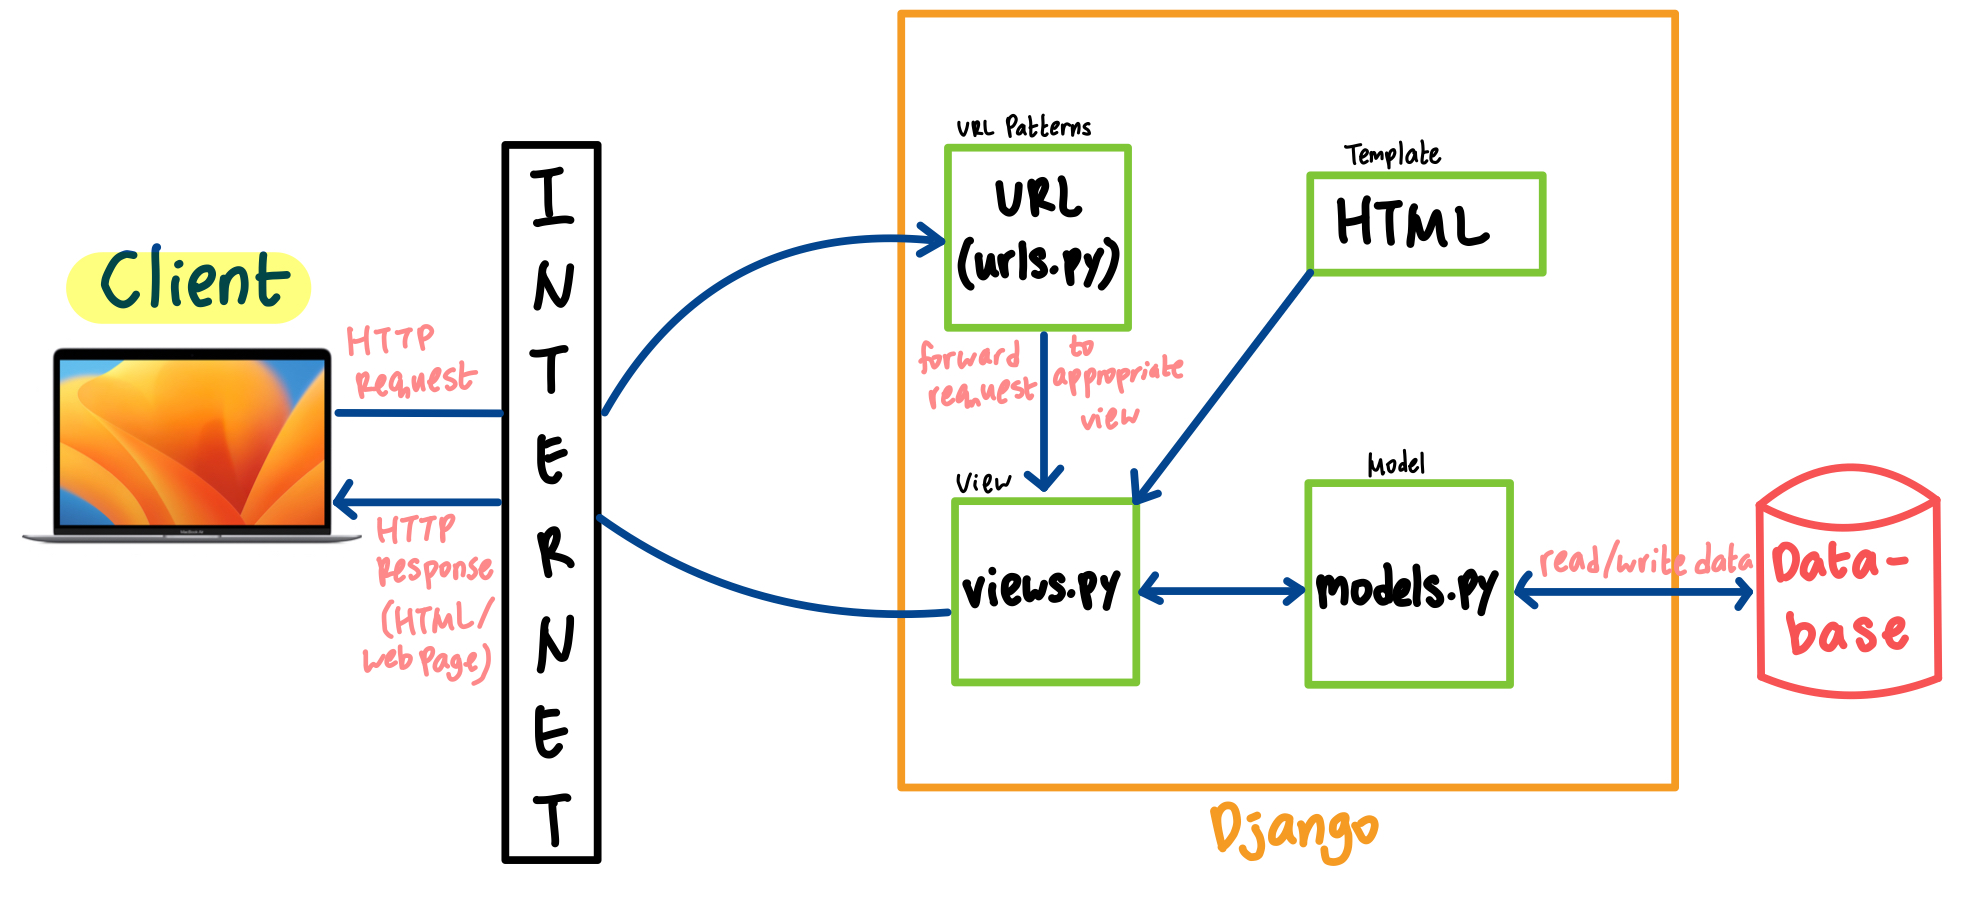 Client
HTTP
Request
HTTP
Response
(HTML/
Web Page)
INTERNET
URL Patterns
URL
(urls.py)
forward request to appropriate view
Template
HTML
View
views.py
Model
models.py
read/write data
Data-
base
Django